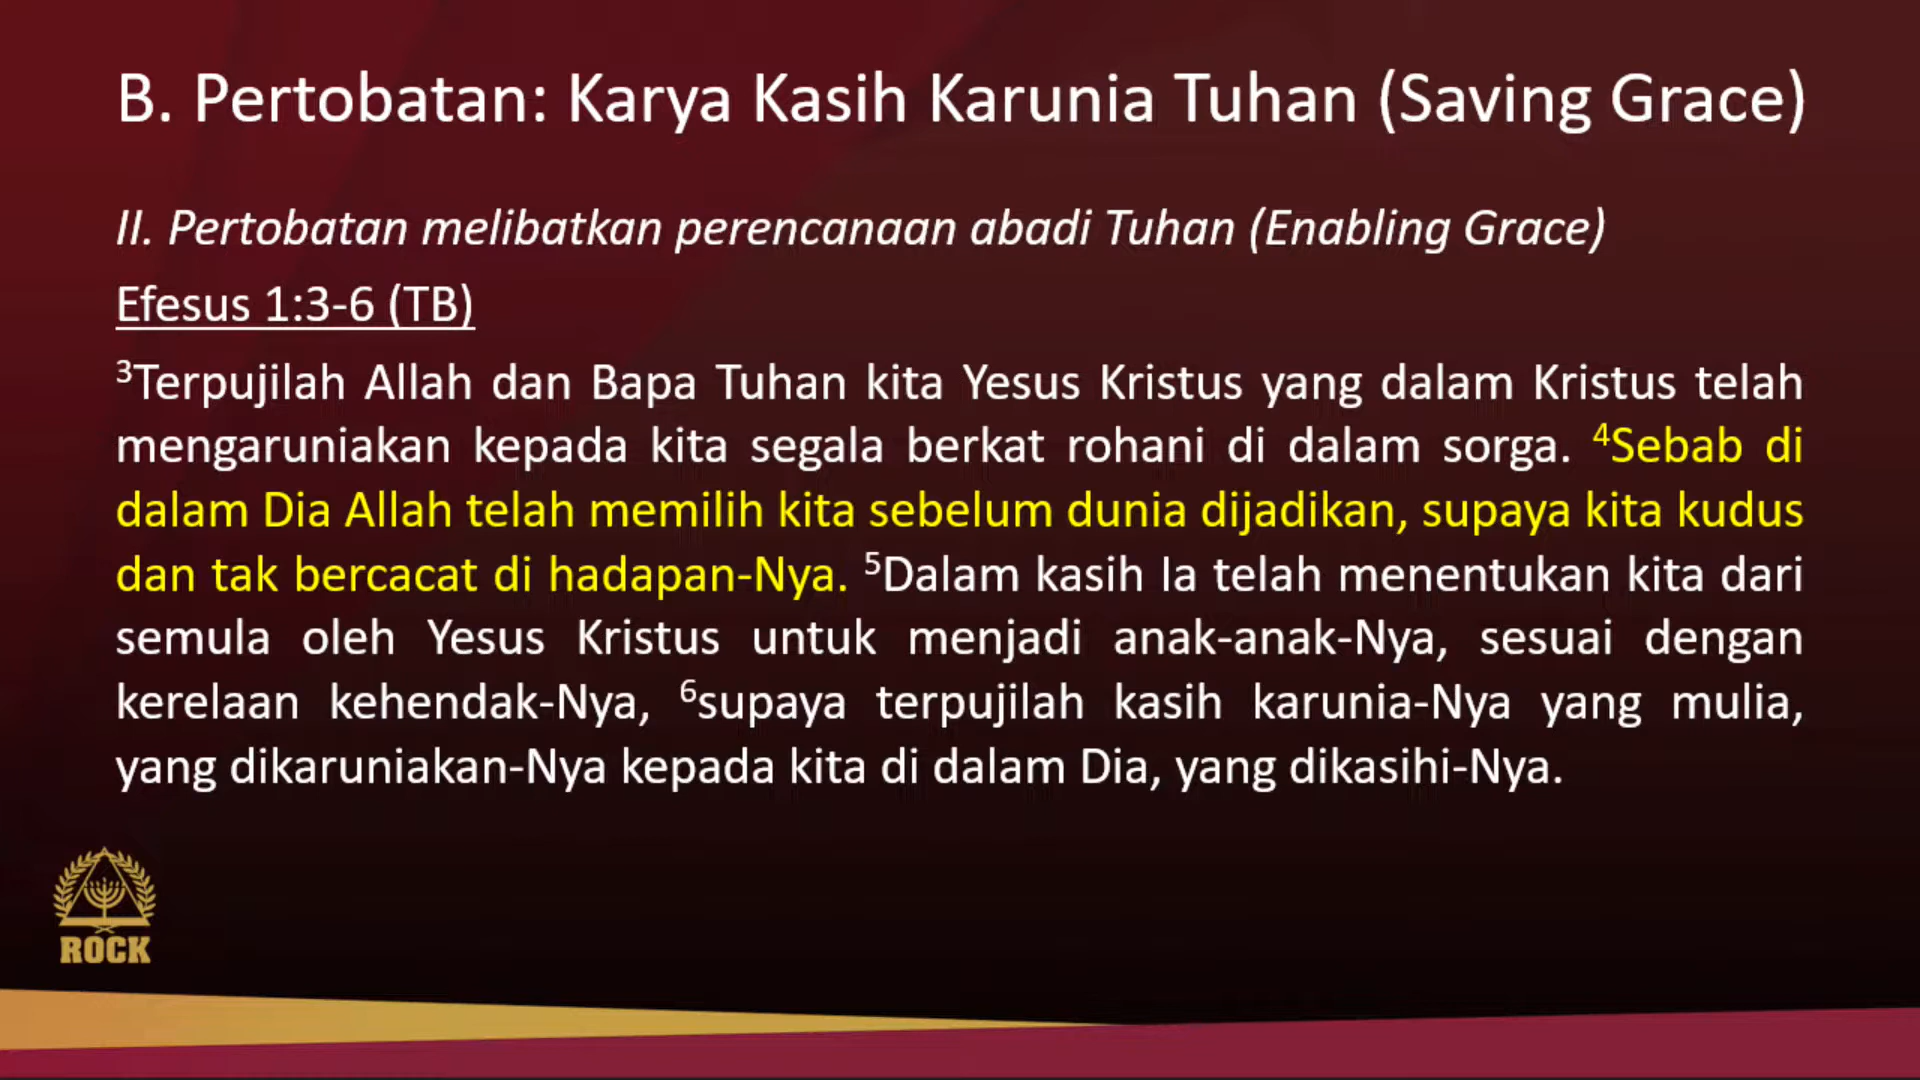 B. Pertobatan: Karya Kasih Karunia Tuhan (Saving Grace)
II. Pertobatan melibatkan perencanaan abadi Tuhan (Enabling Grace)
Efesus 1:3-6 (TB)
³Terpujilah Allah dan Bapa Tuhan kita Yesus Kristus yang dalam Kristus telah
mengaruniakan kepada kita segala berkat rohani di dalam sorga. ⁴Sebab di
dalam Dia Allah telah memilih kita sebelum dunia dijadikan, supaya kita kudus
dan tak bercacat di hadapan-Nya. ⁵Dalam kasih Ia telah menentukan kita dari
semula oleh Yesus Kristus untuk menjadi anak-anak-Nya, sesuai dengan
kerelaan kehendak-Nya, ⁶supaya terpujilah kasih karunia-Nya yang mulia,
yang dikaruniakan-Nya kepada kita di dalam Dia, yang dikasihi-Nya.
ROCK